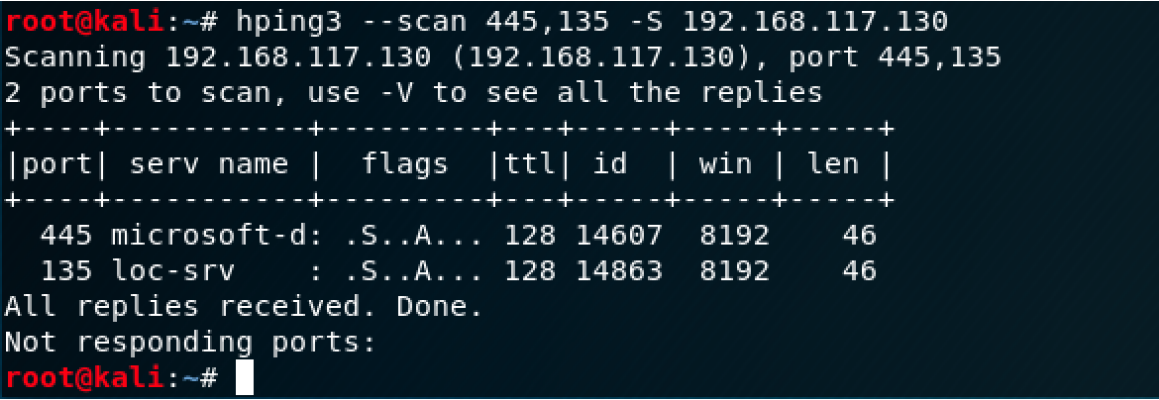 root@kali:~# hping3 --scan 445,135 -S 192.168.117.130
Scanning 192.168.117.130 (192.168.117.130), port 445,135
2 ports to scan, use -V to see all the replies
+----+-----------+---------+---+-----+-----+-----+
|port| serv name |  flags  |ttl| id  | win | len |
+----+-----------+---------+---+-----+-----+-----+
  445 microsoft-d: .S..A... 128 14607  8192    46
  135 loc-srv    : .S..A... 128 14863  8192    46
All replies received. Done.
Not responding ports:
root@kali:~#